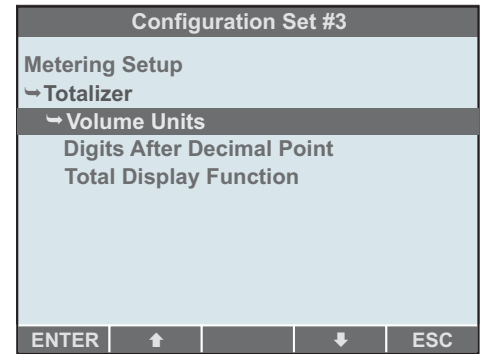 Configuration Set #3
Metering Setup
➥Totalizer
➥Volume Units
Digits After Decimal Point
Total Display Function
ENTER ⬆ ⬇ ESC